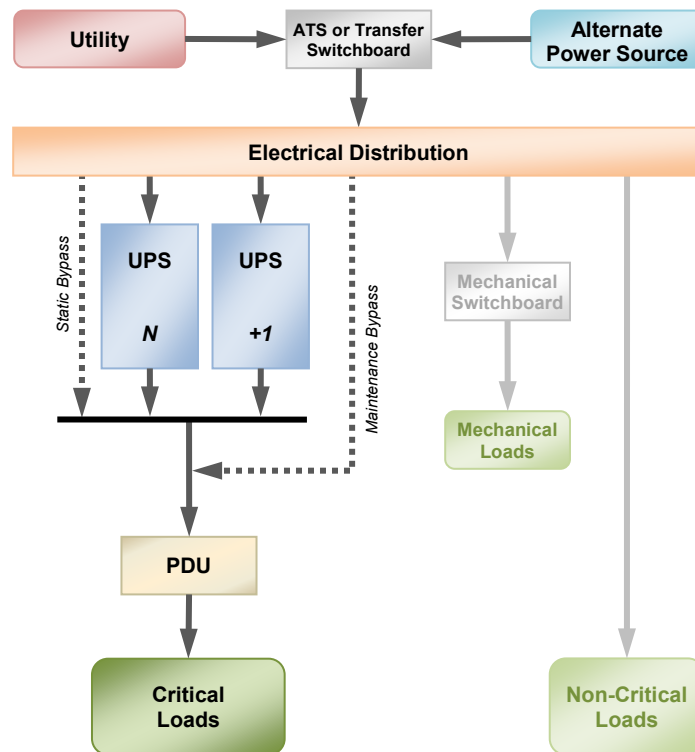 Utility
ATS or Transfer
Switchboard
Alternate
Power Source
Electrical Distribution
Static Bypass
UPS
N
UPS
+1
Maintenance Bypass
Mechanical
Switchboard
Mechanical
Loads
PDU
Critical
Loads
Non-Critical
Loads